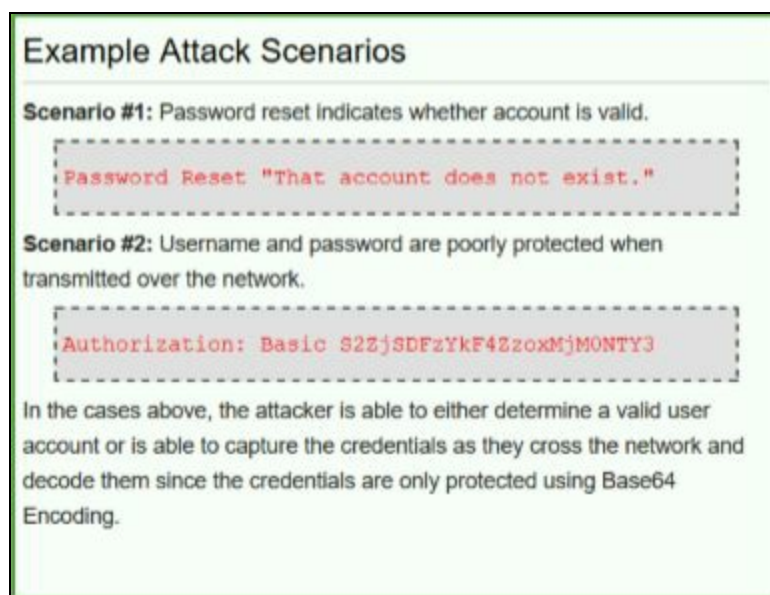 Example Attack Scenarios
Scenario #1: Password reset indicates whether account is valid.
Password Reset "That account does not exist."
Scenario #2: Username and password are poorly protected when
transmitted over the network.
Authorization: Basic S2ZjSDFzYkF4ZzoxMjM0NTY3
In the cases above, the attacker is able to either determine a valid user
account or is able to capture the credentials as they cross the network and
decode them since the credentials are only protected using Base64
Encoding.